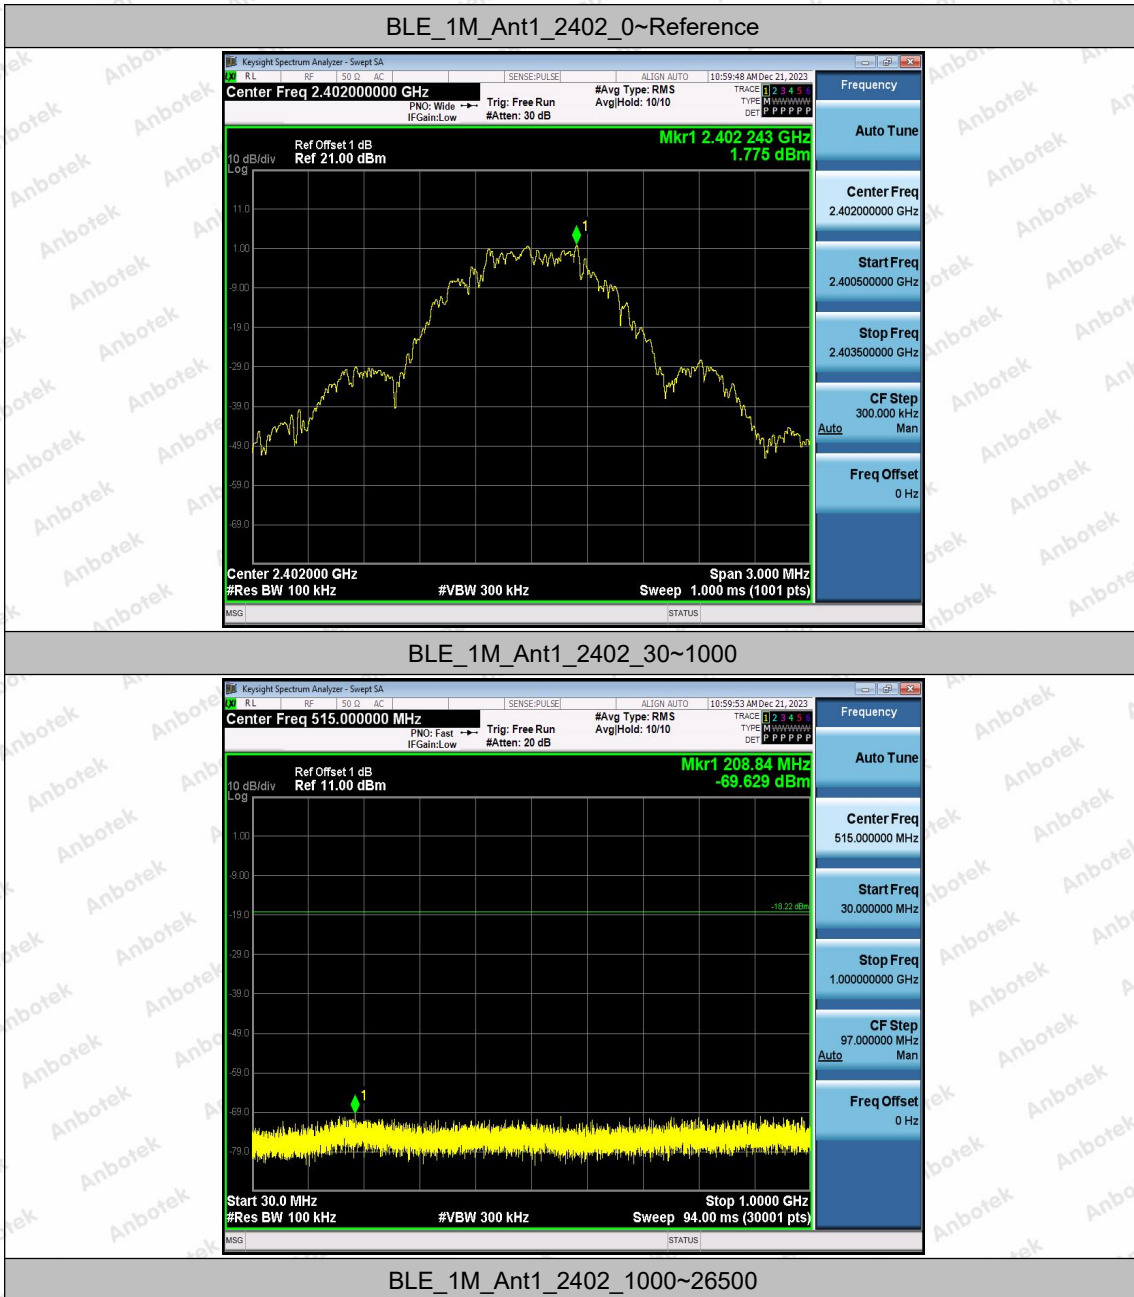 BLE_1M_Ant1_2402_0~Reference
Keysight Spectrum Analyzer - Swept SA
LXI RL RF 50 Ω AC SENSE:PULSE ALIGN AUTO 10:59:48 AM Dec 21, 2023
Center Freq 2.402000000 GHz
PNO: Wide
IFGain:Low
Trig: Free Run
#Atten: 30 dB
#Avg Type: RMS
Avg|Hold: 10/10
TRACE 1 2 3 4 5 6
TYPE M WWWWW
DET P P P P P P
Mkr1 2.402 243 GHz
1.775 dBm
Ref Offset 1 dB
10 dB/div Ref 21.00 dBm
Log
11.0
1.00
-9.00
-19.0
-29.0
-39.0
-49.0
-59.0
-69.0
1
Center 2.402000 GHz Span 3.000 MHz
#Res BW 100 kHz #VBW 300 kHz Sweep 1.000 ms (1001 pts)
MSG STATUS
Frequency
Auto Tune
Center Freq
2.402000000 GHz
Start Freq
2.400500000 GHz
Stop Freq
2.403500000 GHz
CF Step
300.000 kHz
Auto Man
Freq Offset
0 Hz
BLE_1M_Ant1_2402_30~1000
Keysight Spectrum Analyzer - Swept SA
LXI RL RF 50 Ω AC SENSE:PULSE ALIGN AUTO 10:59:53 AM Dec 21, 2023
Center Freq 515.000000 MHz
PNO: Fast
IFGain:Low
Trig: Free Run
#Atten: 20 dB
#Avg Type: RMS
Avg|Hold: 10/10
TRACE 1 2 3 4 5 6
TYPE M WWWWW
DET P P P P P P
Mkr1 208.84 MHz
-69.629 dBm
Ref Offset 1 dB
10 dB/div Ref 11.00 dBm
Log
1.00
-9.00
-19.0
-29.0
-39.0
-49.0
-59.0
-69.0
-79.0
-18.22 dBm
1
Start 30.0 MHz Stop 1.0000 GHz
#Res BW 100 kHz #VBW 300 kHz Sweep 94.00 ms (30001 pts)
MSG STATUS
Frequency
Auto Tune
Center Freq
515.000000 MHz
Start Freq
30.000000 MHz
Stop Freq
1.000000000 GHz
CF Step
97.000000 MHz
Auto Man
Freq Offset
0 Hz
BLE_1M_Ant1_2402_1000~26500